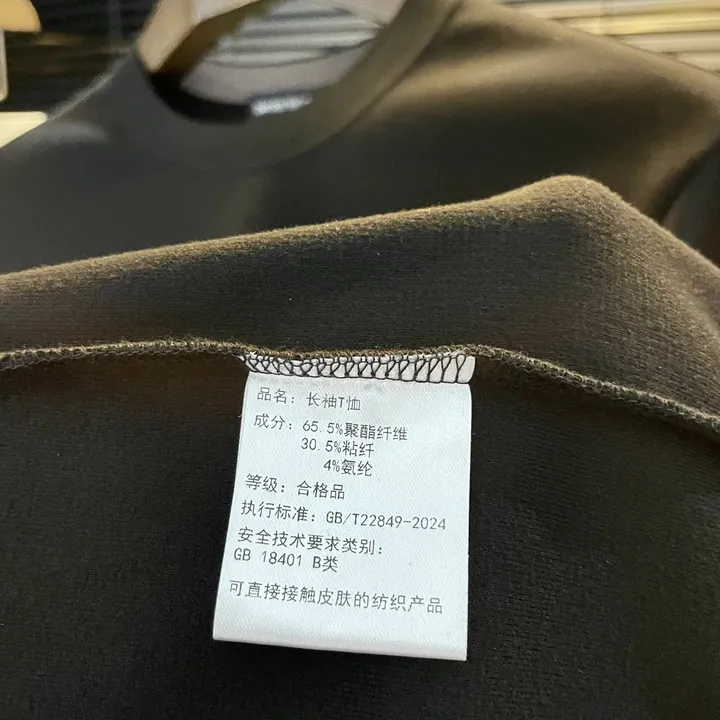 品名: 长袖T恤
成分: 65.5%聚酯纤维
30.5%粘纤
4%氨纶
等级: 合格品
执行标准: GB/T22849-2024
安全技术要求类别:
GB 18401 B类
可直接接触皮肤的纺织产品